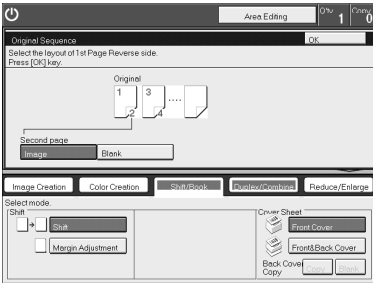 Area Editing
Q'ty 1
Copy 0
Original Sequence
OK
Select the layout of 1st Page Reverse side.
Press [OK] key.
Original
1 2 3 4
Second page
Image
Blank
Image Creation
Color Creation
Shift/Book
Duplex/Combine
Reduce/Enlarge
Select mode.
Shift
Shift
Margin Adjustment
Cover Sheet
Front Cover
Front&Back Cover
Back Cover
Copy
Copy
Blank